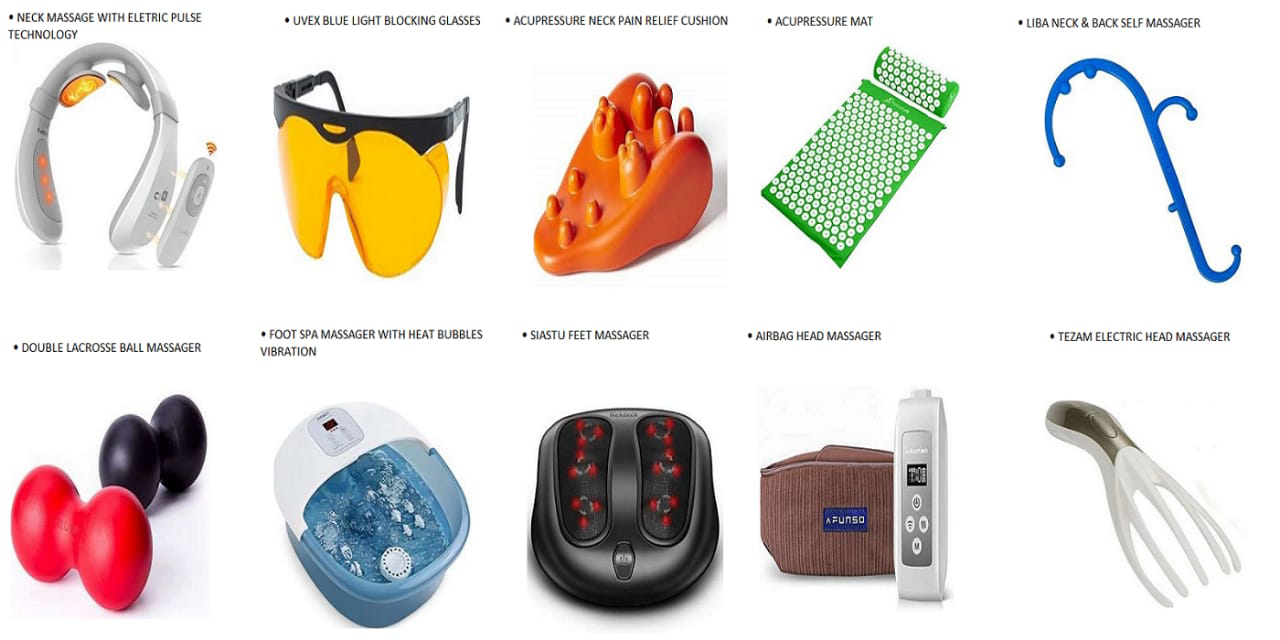 • NECK MASSAGE WITH ELETRIC PULSE
TECHNOLOGY
• UVEX BLUE LIGHT BLOCKING GLASSES
• ACUPRESSURE NECK PAIN RELIEF CUSHION
• ACUPRESSURE MAT
• LIBA NECK & BACK SELF MASSAGER
• DOUBLE LACROSSE BALL MASSAGER
• FOOT SPA MASSAGER WITH HEAT BUBBLES
VIBRATION
• SIASTU FEET MASSAGER
• AIRBAG HEAD MASSAGER
• TEZAM ELECTRIC HEAD MASSAGER
Nekteck
AFUNSO
AFUNSO
M